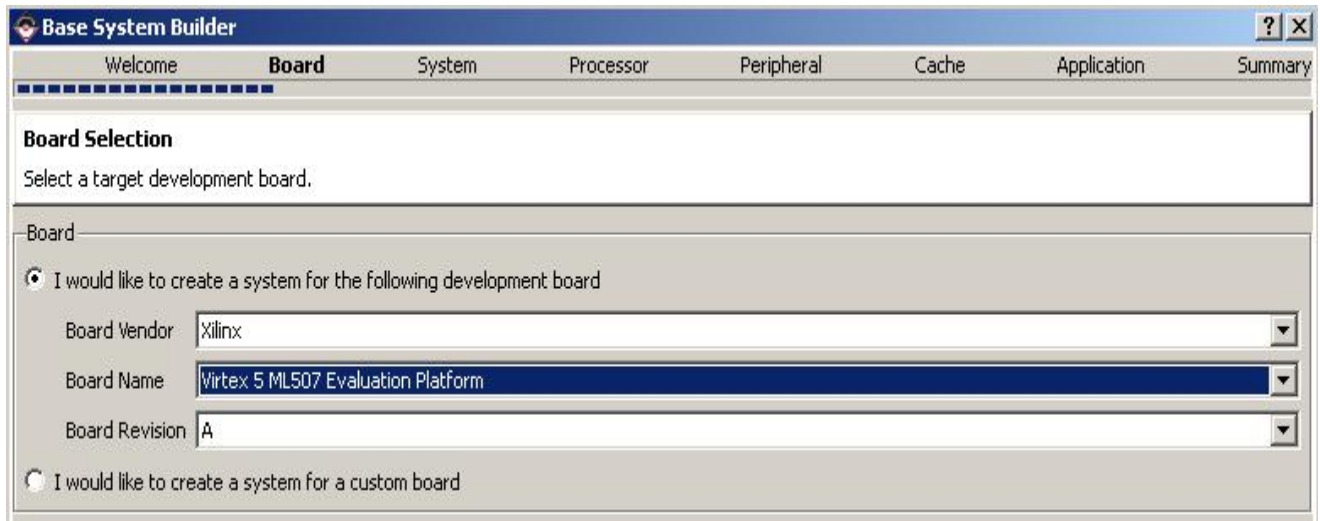 Base System Builder
Welcome Board System Processor Peripheral Cache Application Summary
Board Selection
Select a target development board.
Board
I would like to create a system for the following development board
Board Vendor Xilinx
Board Name Virtex 5 ML507 Evaluation Platform
Board Revision A
I would like to create a system for a custom board